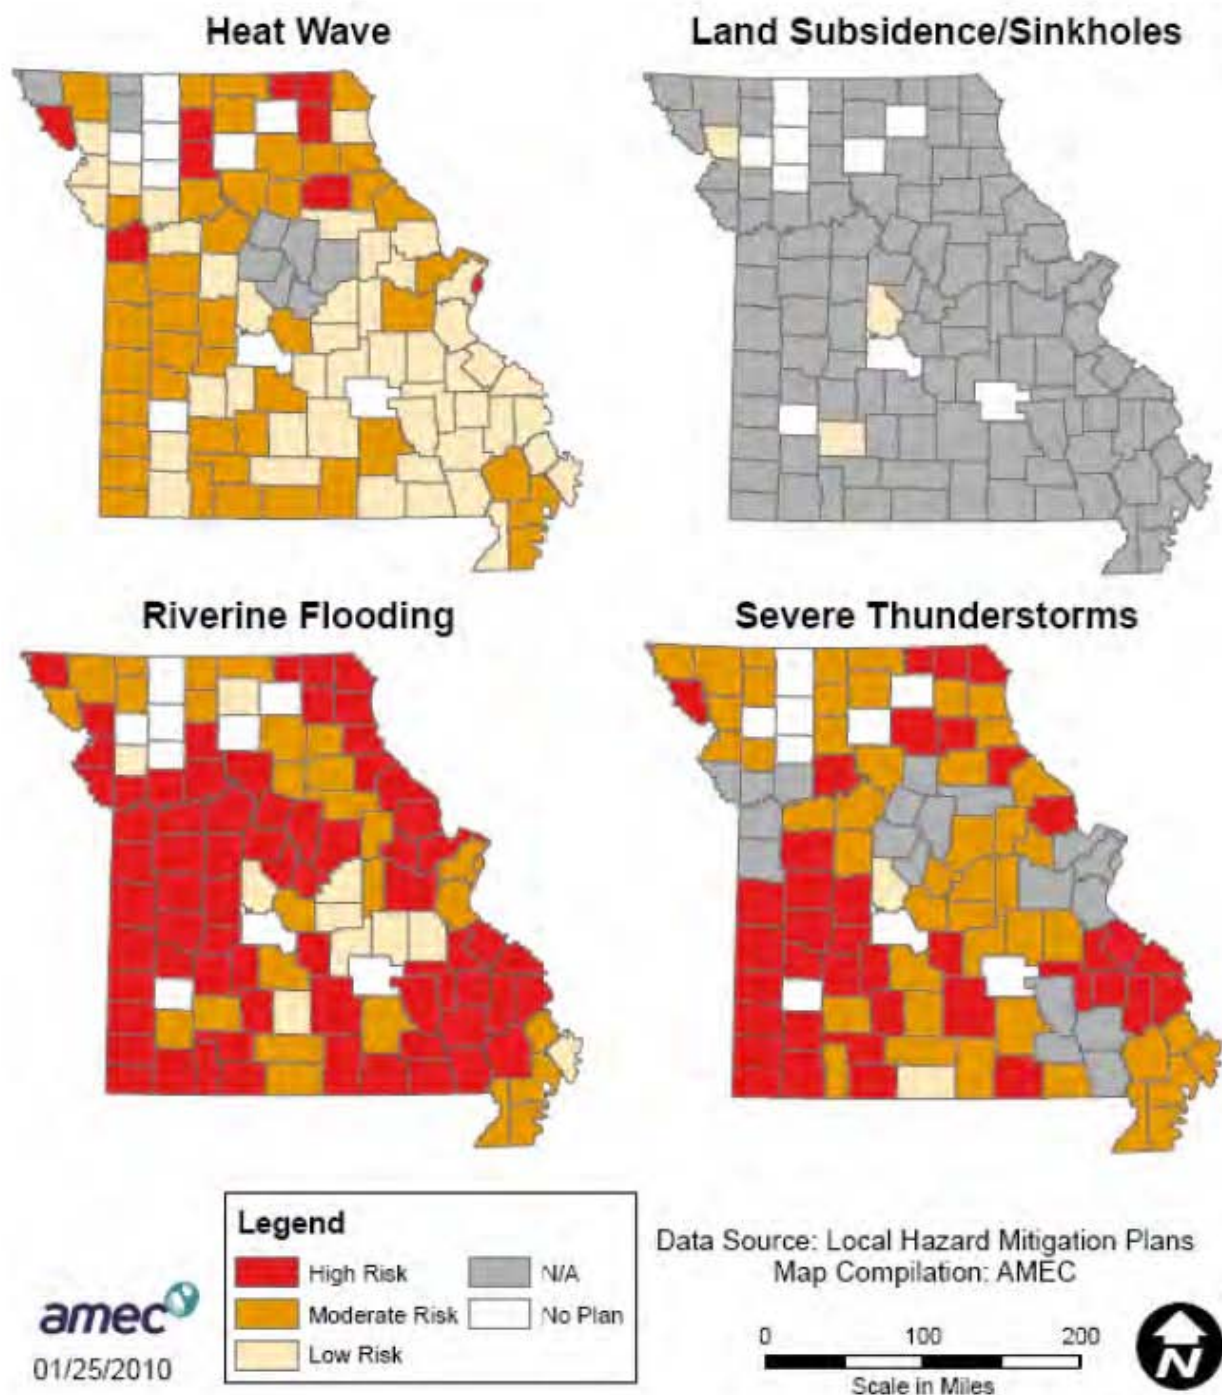 Heat Wave
Land Subsidence/Sinkholes
Riverine Flooding
Severe Thunderstorms
Legend
High Risk
N/A
Moderate Risk
No Plan
Low Risk
amec
01/25/2010
Data Source: Local Hazard Mitigation Plans
Map Compilation: AMEC
0 100 200
Scale in Miles
N